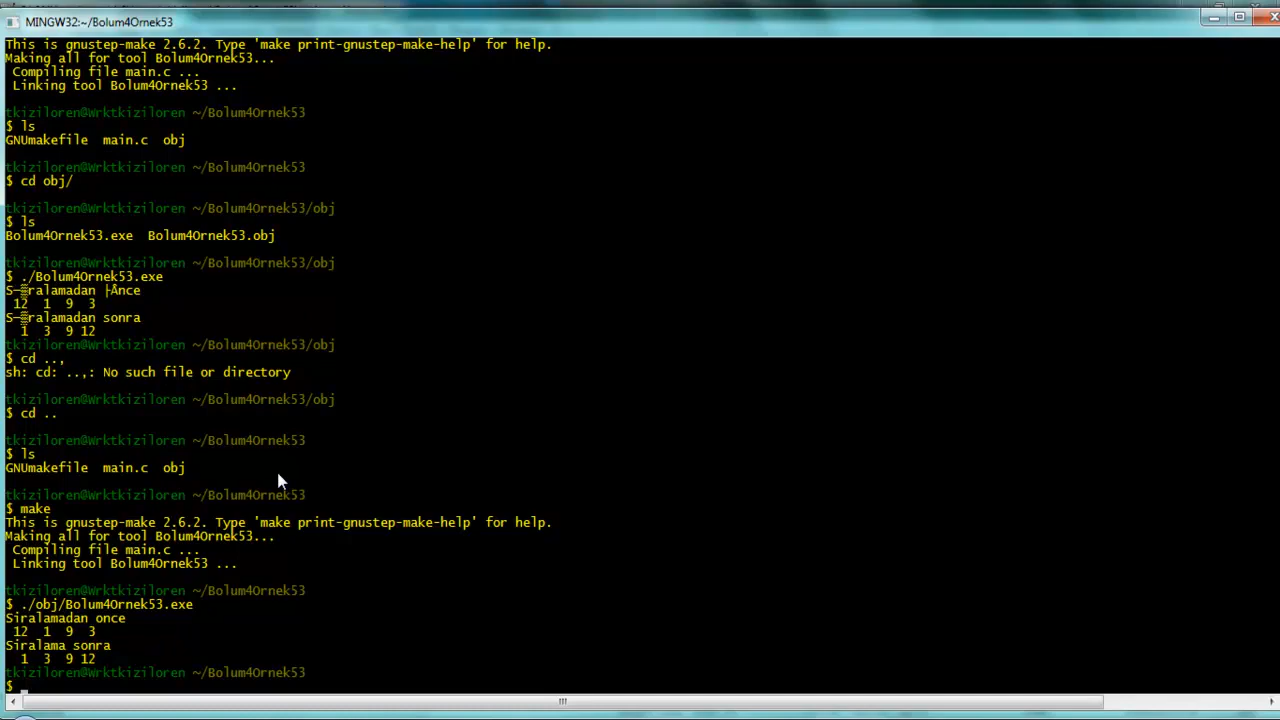 MINGW32:~/Bolum4Ornek53
This is gnustep-make 2.6.2. Type 'make print-gnustep-make-help' for help.
Making all for tool Bolum4Ornek53...
Compiling file main.c ...
Linking tool Bolum4Ornek53 ...
tkiziloren@Wrktkiziloren ~/Bolum4Ornek53
$ ls
GNUmakefile main.c obj
tkiziloren@Wrktkiziloren ~/Bolum4Ornek53
$ cd obj/
tkiziloren@Wrktkiziloren ~/Bolum4Ornek53/obj
$ ls
Bolum4Ornek53.exe Bolum4Ornek53.obj
tkiziloren@Wrktkiziloren ~/Bolum4Ornek53/obj
$ ./Bolum4Ornek53.exe
S─▒ralamadan ├Ânce
12 1 9 3
S─▒ralamadan sonra
1 3 9 12
tkiziloren@Wrktkiziloren ~/Bolum4Ornek53/obj
$ cd ..,
sh: cd: ..,: No such file or directory
tkiziloren@Wrktkiziloren ~/Bolum4Ornek53/obj
$ cd ..
tkiziloren@Wrktkiziloren ~/Bolum4Ornek53
$ ls
GNUmakefile main.c obj
tkiziloren@Wrktkiziloren ~/Bolum4Ornek53
$ make
This is gnustep-make 2.6.2. Type 'make print-gnustep-make-help' for help.
Making all for tool Bolum4Ornek53...
Compiling file main.c ...
Linking tool Bolum4Ornek53 ...
tkiziloren@Wrktkiziloren ~/Bolum4Ornek53
$ ./obj/Bolum4Ornek53.exe
Siralamadan once
12 1 9 3
Siralama sonra
1 3 9 12
tkiziloren@Wrktkiziloren ~/Bolum4Ornek53
$